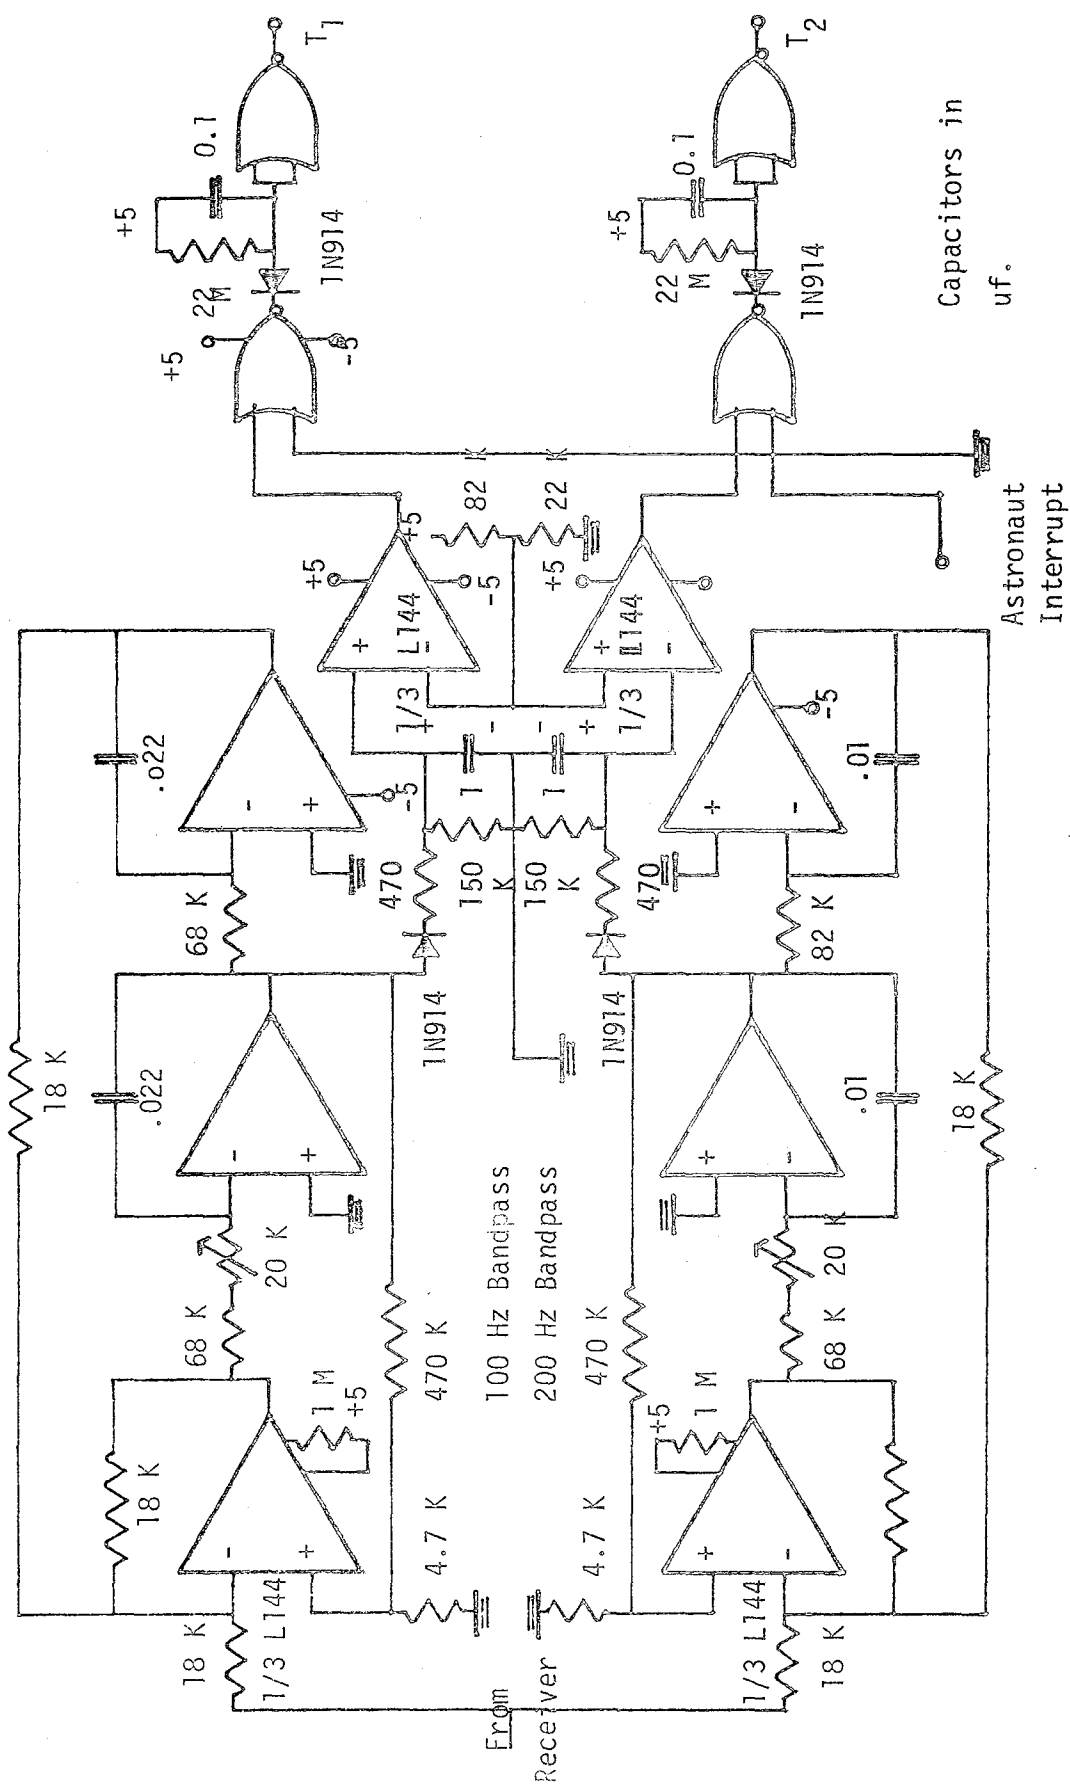 18 K
18 K
.022
.022
18 K
68 K
20 K
68 K
-
+
-
+
-
+
1/3 L144
1 M
+5
-5
4.7 K
470 K
1N914
470
150
K
1
+
-
1/3
L144
+
-
+5
-5
+5
22
M
+5
-5
1N914
+5
0.1
T1
From
Receiver
100 Hz Bandpass
200 Hz Bandpass
150
K
1
-
+
82
K
22
K
4.7 K
470 K
1N914
470
1/3
L144
+
-
+5
22
M
1N914
+5
0.1
T2
+5
1 M
+
-
+
-
+
-
-5
1/3 L144
18 K
68 K
20 K
82 K
.01
.01
18 K
Astronaut
Interrupt
Capacitors in
uf.